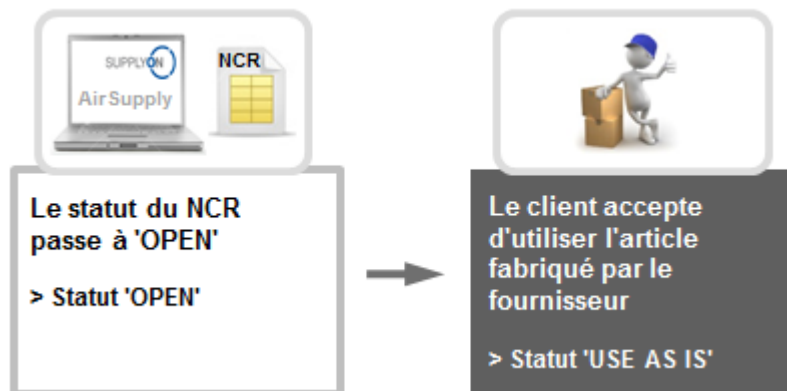 SUPPLYON
AirSupply
NCR
Le statut du NCR
passe à 'OPEN'
> Statut 'OPEN'
Le client accepte
d'utiliser l'article
fabriqué par le
fournisseur
> Statut 'USE AS IS'